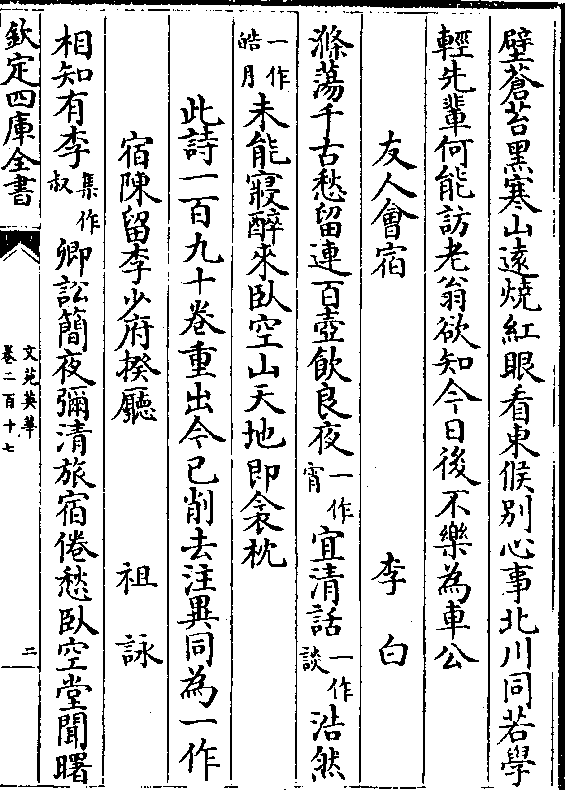 壁蒼苔黑寒山遠燒紅眼看東候別心事北川同若學
輕先輩何能訪老翁欲知今日後不樂為車公
友人會宿 李白
滌蕩千古愁留連百壺飲良夜一作宵宜清話一作談浩然
一作皓月未能寢醉來臥空山天地即衾枕
此詩一百九十卷重出今已削去注異同為一作
宿陳留李少府揆廳 祖詠
相知有李集作叔卿訟簡夜彌清旅宿倦愁臥空堂聞曙
欽定四庫全書
文苑英華
卷二百十七
二